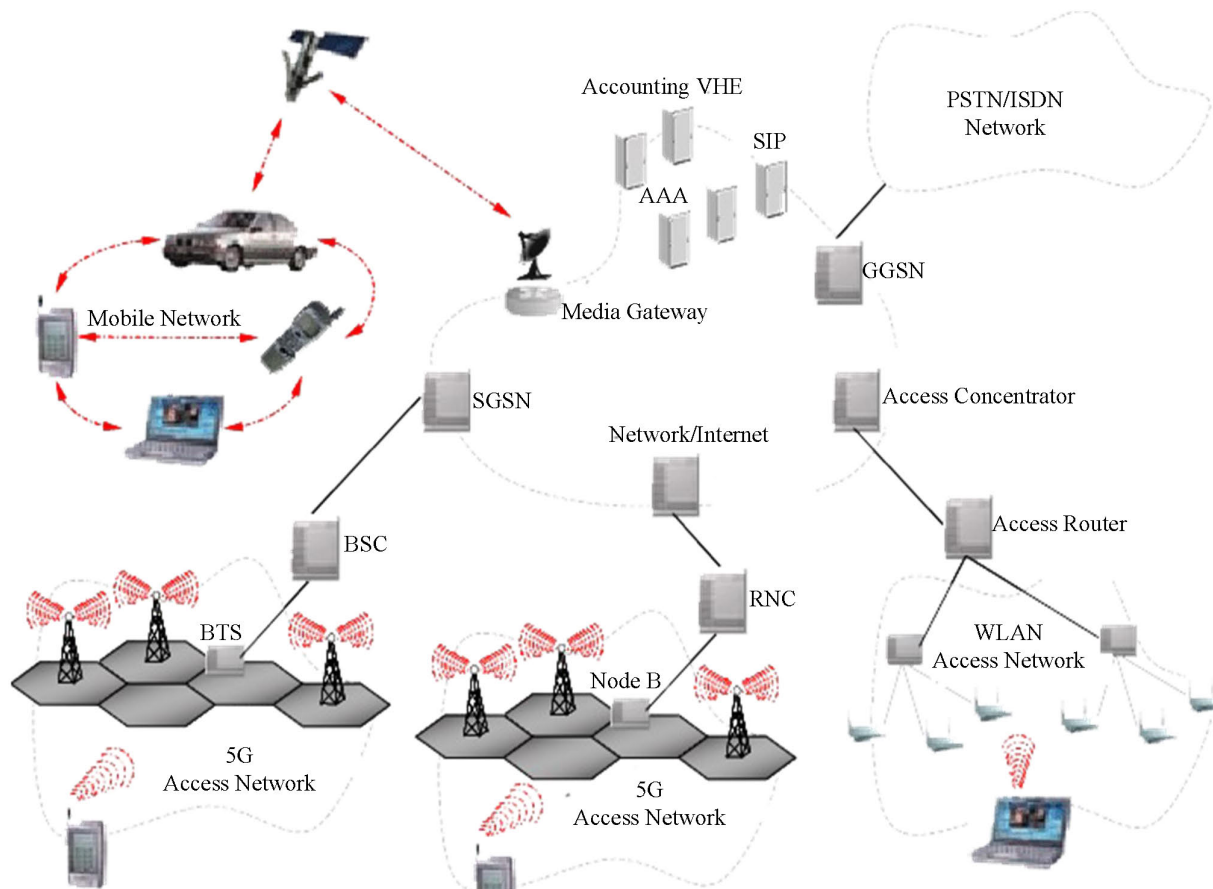 Accounting VHE
PSTN/ISDN
Network
SIP
AAA
GGSN
Mobile Network
Media Gateway
SGSN
Access Concentrator
Network/Internet
BSC
Access Router
RNC
BTS
WLAN
Access Network
Node B
5G
Access Network
5G
Access Network